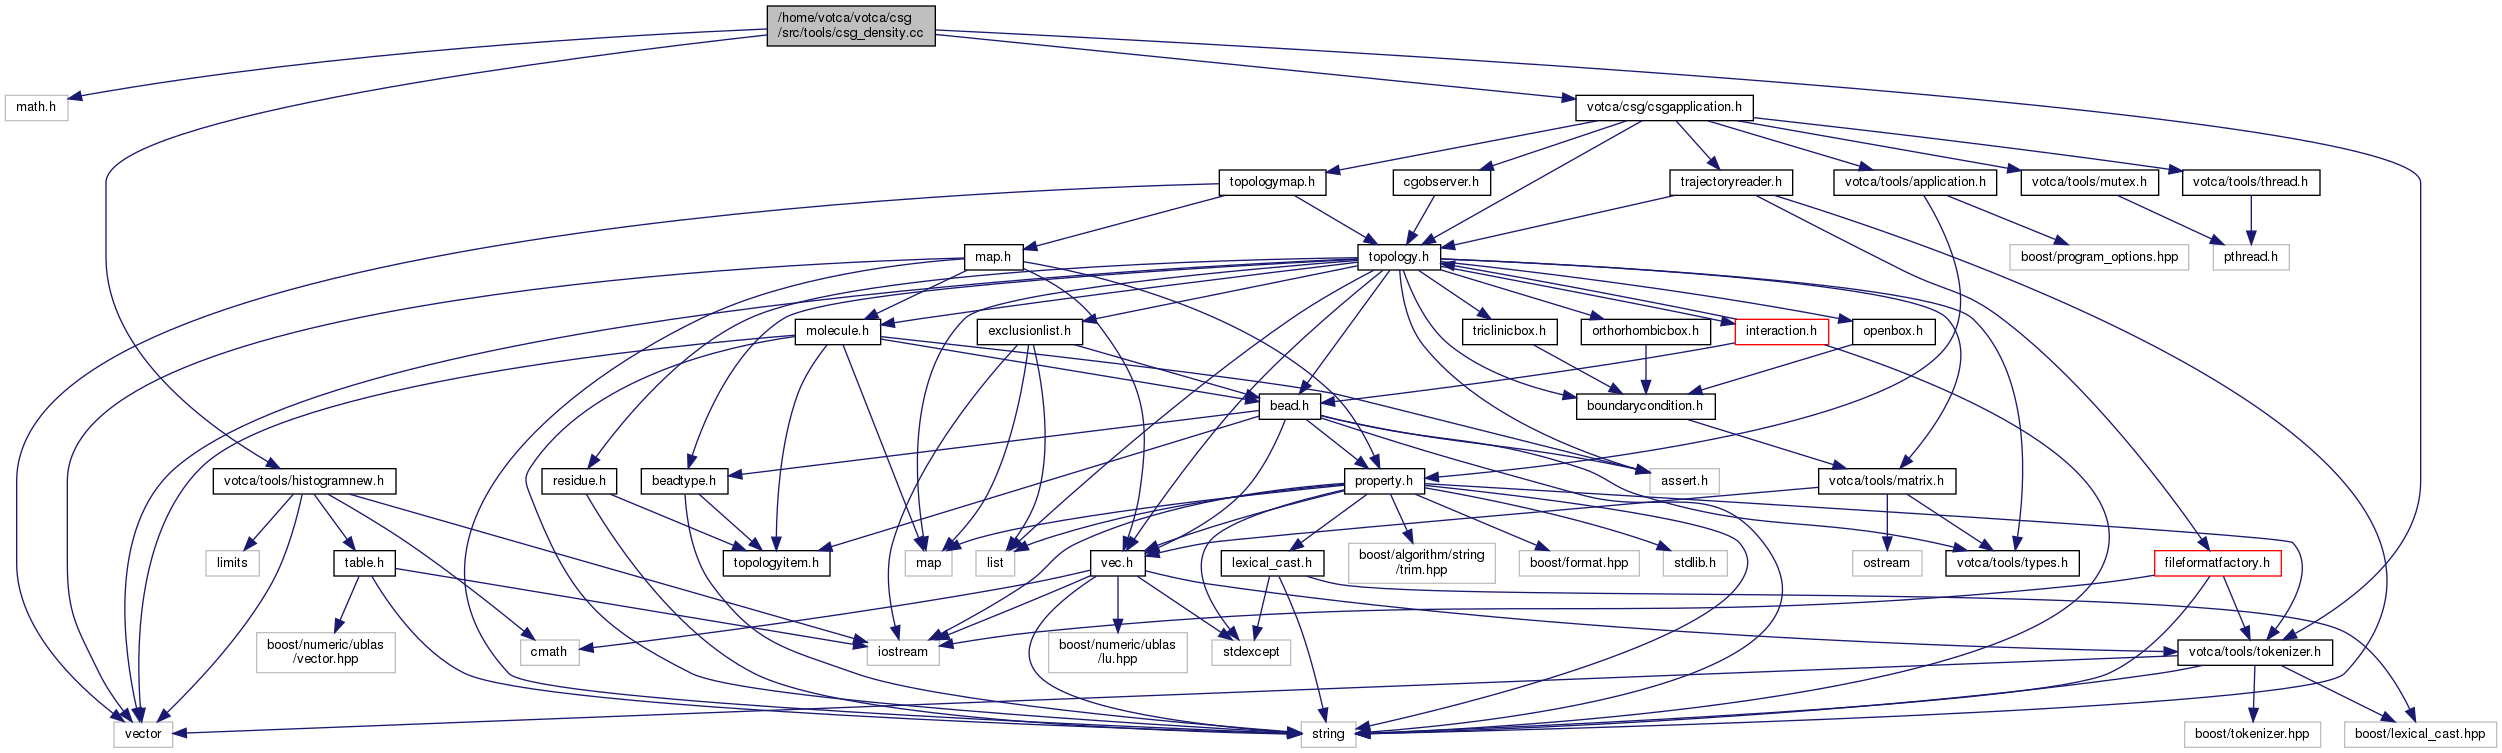 /home/votca/votca/csg
/src/tools/csg_density.cc
math.h
votca/csg/csgapplication.h
topologymap.h
cgobserver.h
trajectoryreader.h
votca/tools/application.h
votca/tools/mutex.h
votca/tools/thread.h
map.h
topology.h
boost/program_options.hpp
pthread.h
molecule.h
exclusionlist.h
triclinicbox.h
orthorhombicbox.h
interaction.h
openbox.h
bead.h
boundarycondition.h
votca/tools/histogramnew.h
residue.h
beadtype.h
property.h
assert.h
votca/tools/matrix.h
limits
table.h
topologyitem.h
map
list
vec.h
lexical_cast.h
boost/algorithm/string
/trim.hpp
boost/format.hpp
stdlib.h
ostream
votca/tools/types.h
fileformatfactory.h
boost/numeric/ublas
/vector.hpp
cmath
iostream
boost/numeric/ublas
/lu.hpp
stdexcept
votca/tools/tokenizer.h
vector
string
boost/tokenizer.hpp
boost/lexical_cast.hpp